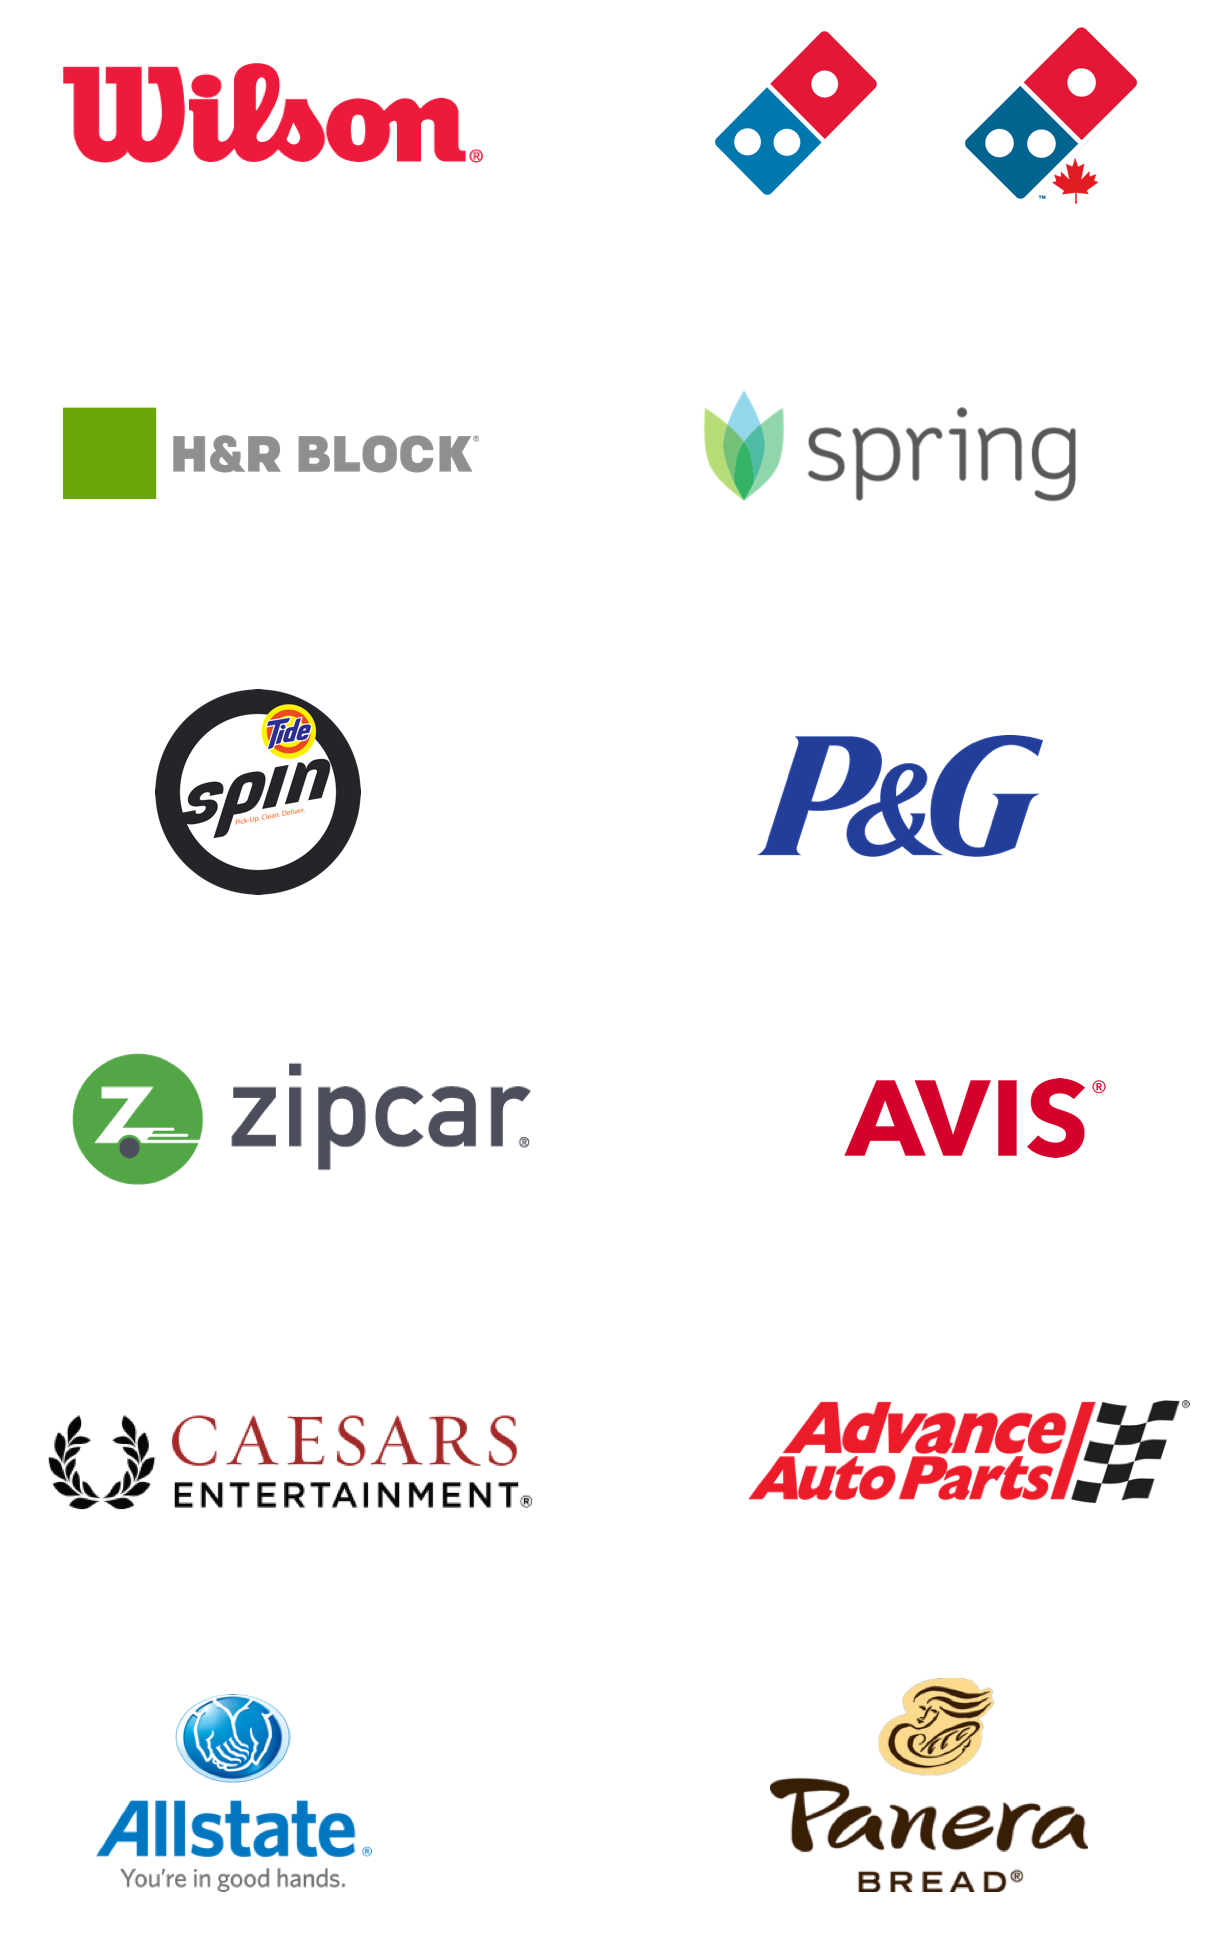 Wilson®
™
H&R BLOCK®
spring
Tide
spin
Pick-Up. Clean. Deliver.
P&G
z
zipcar®
AVIS®
CAESARS
ENTERTAINMENT®
Advance
Auto Parts®
Allstate®
You're in good hands.
Panera
BREAD®